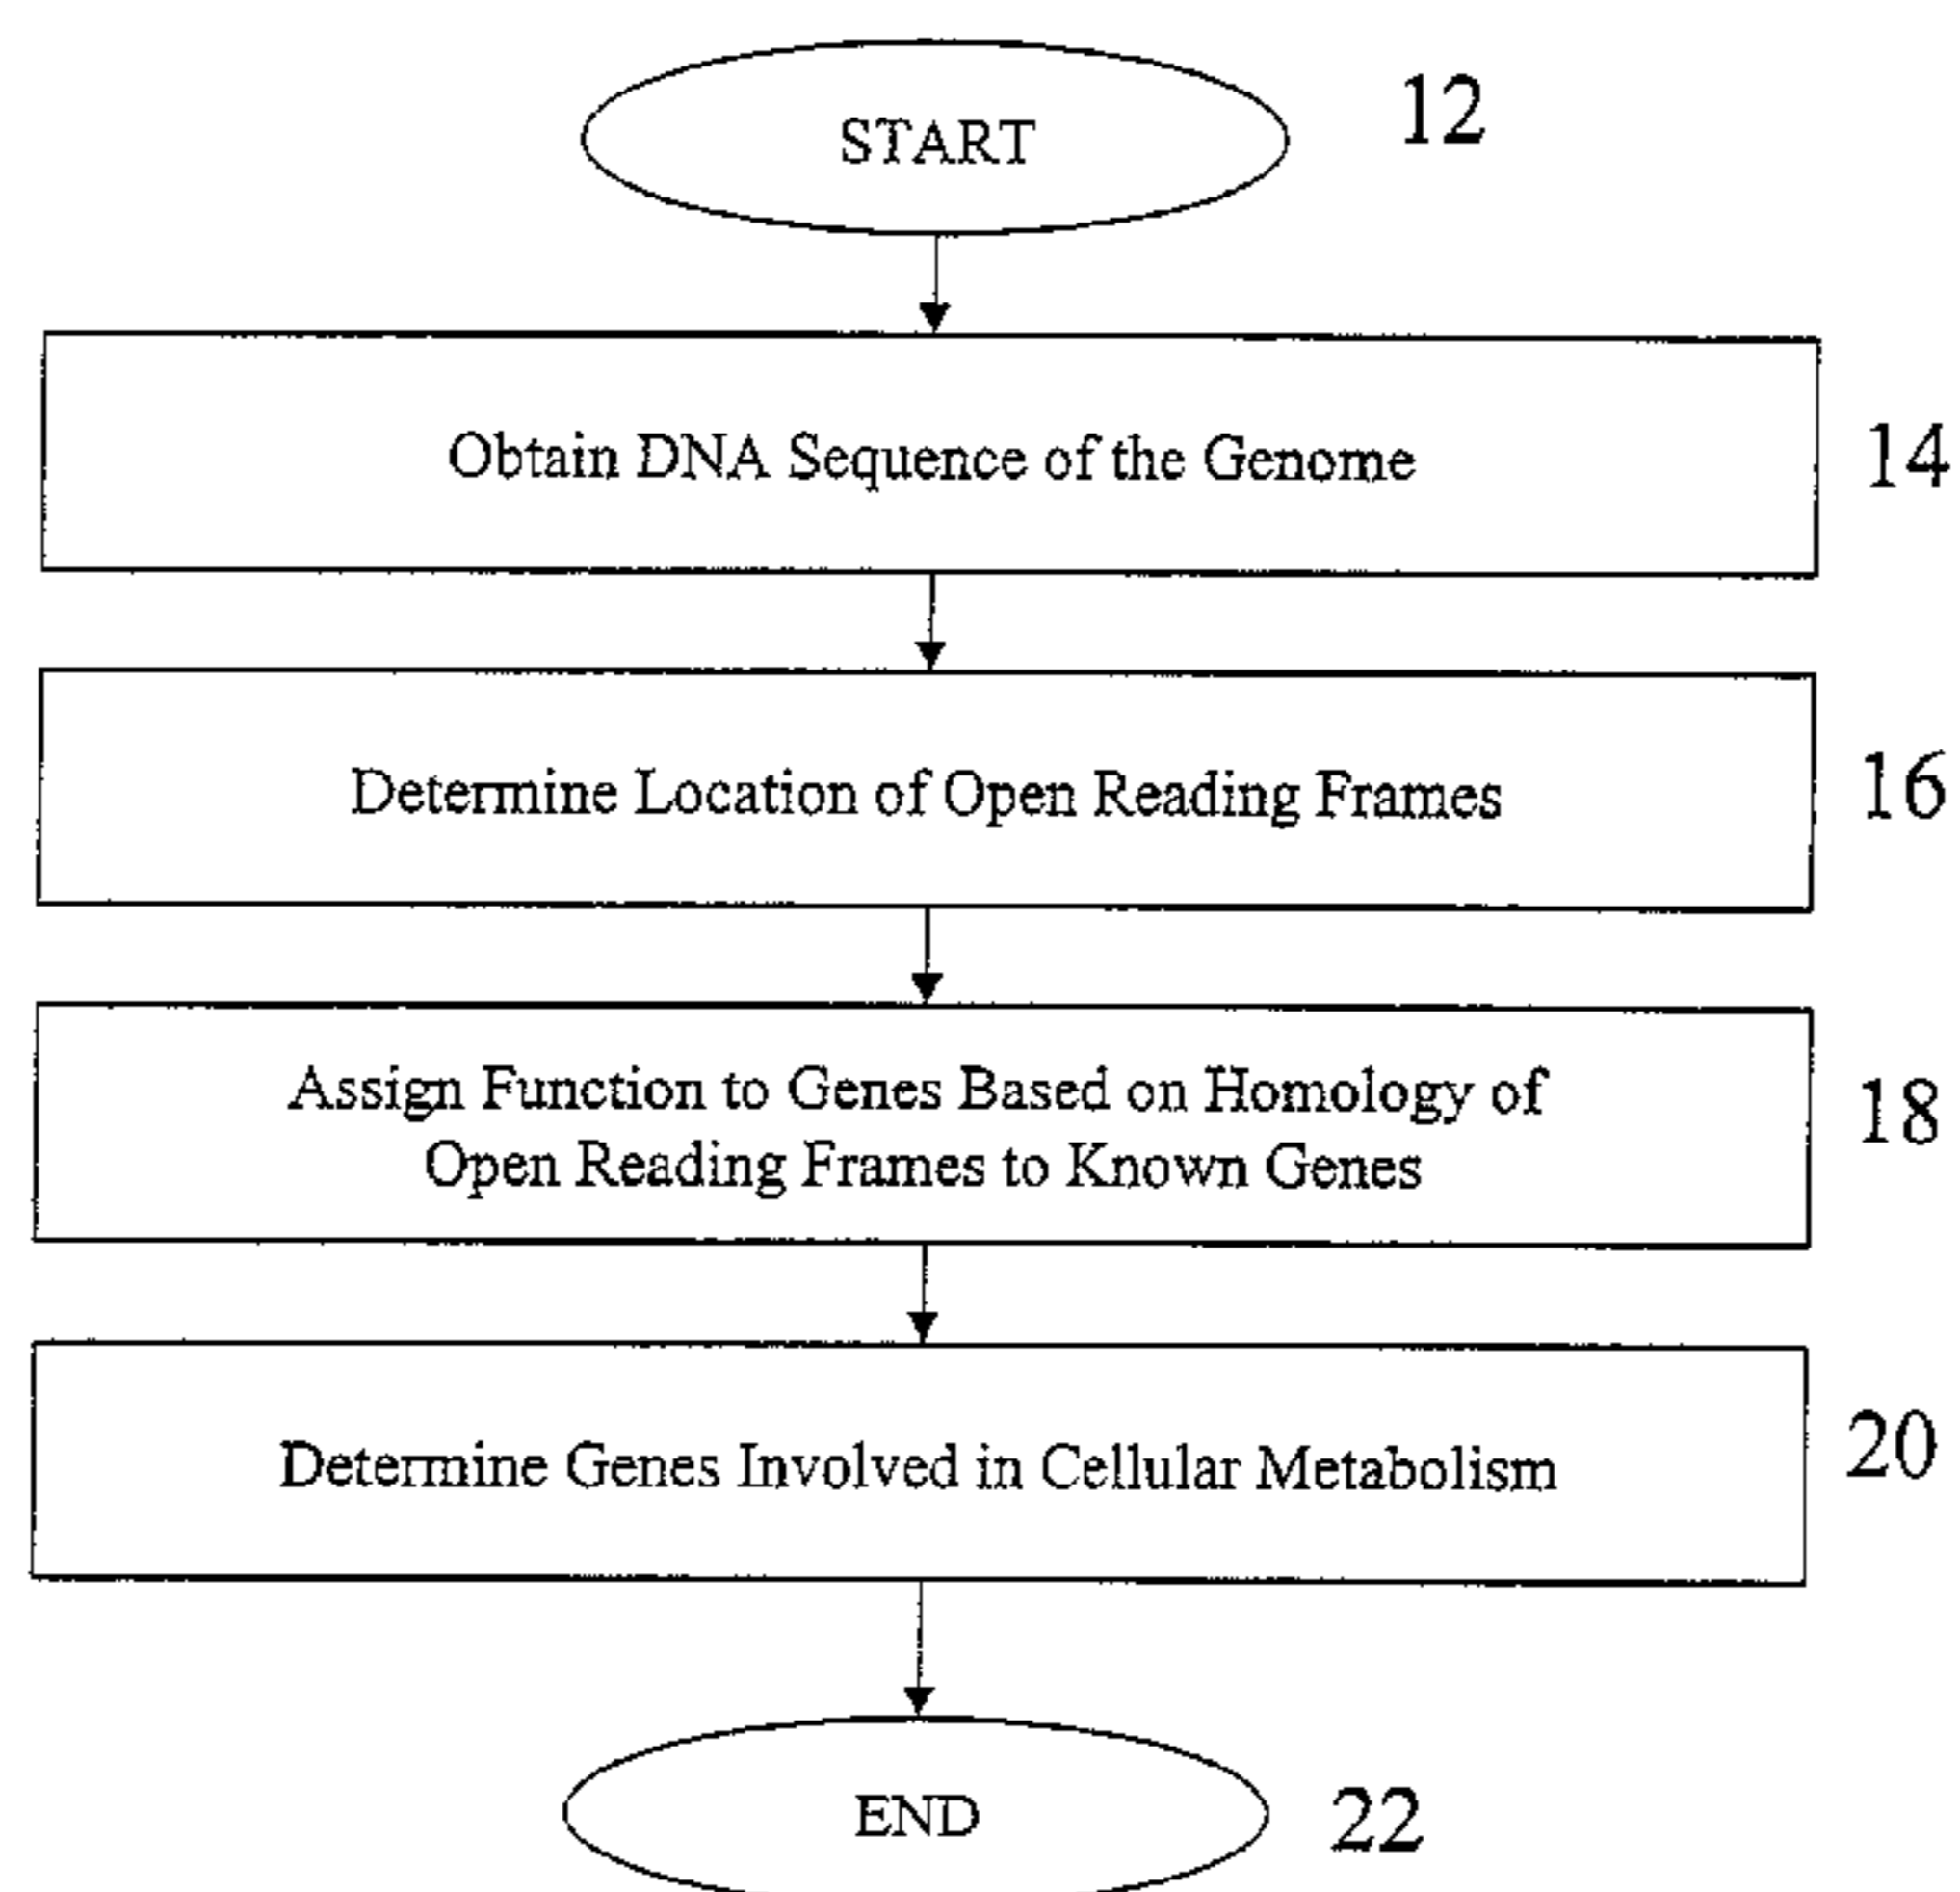 START
12
Obtain DNA Sequence of the Genome
14
Determine Location of Open Reading Frames
16
Assign Function to Genes Based on Homology of
Open Reading Frames to Known Genes
18
Determine Genes Involved in Cellular Metabolism
20
END
22